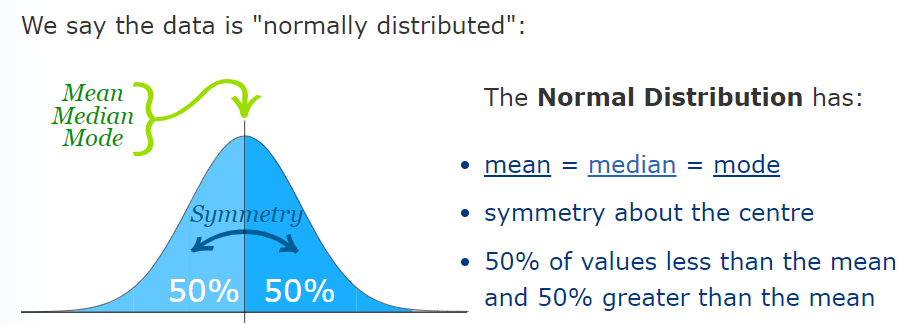 We say the data is "normally distributed":
Mean
Median
Mode
Symmetry
50% 50%
The Normal Distribution has:
• mean = median = mode
• symmetry about the centre
• 50% of values less than the mean
and 50% greater than the mean